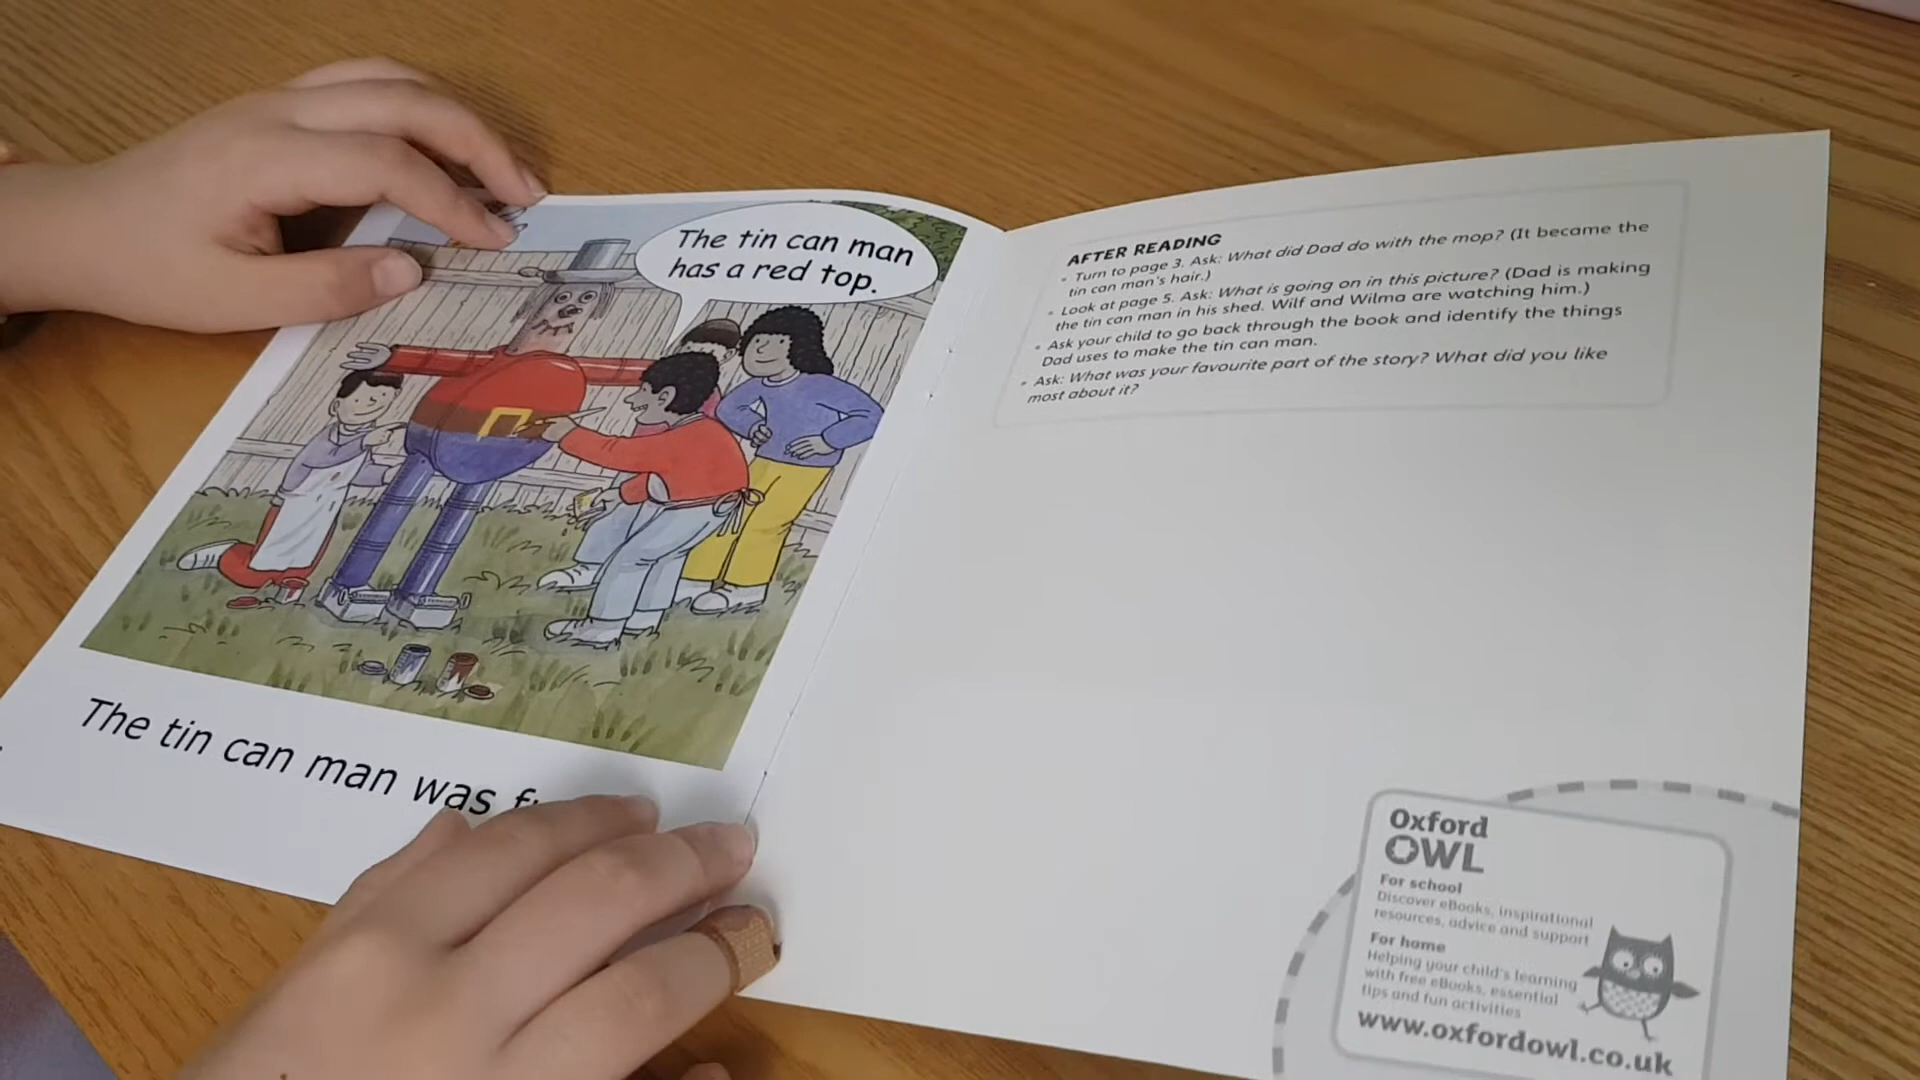 The tin can man
has a red top.
The tin can man was
AFTER READING
• Turn to page 3. Ask: What did Dad do with the mop? (It became the
tin can man's hair.)
• Look at page 5. Ask: What is going on in this picture? (Dad is making
the tin can man in his shed. Wilf and Wilma are watching him.)
• Ask your child to go back through the book and identify the things
Dad uses to make the tin can man.
• Ask: What was your favourite part of the story? What did you like
most about it?
Oxford
OWL
For school
Discover eBooks, inspirational
resources, advice and support
For home
Helping your child's learning
with free eBooks, essential
tips and fun activities
www.oxfordowl.co.uk